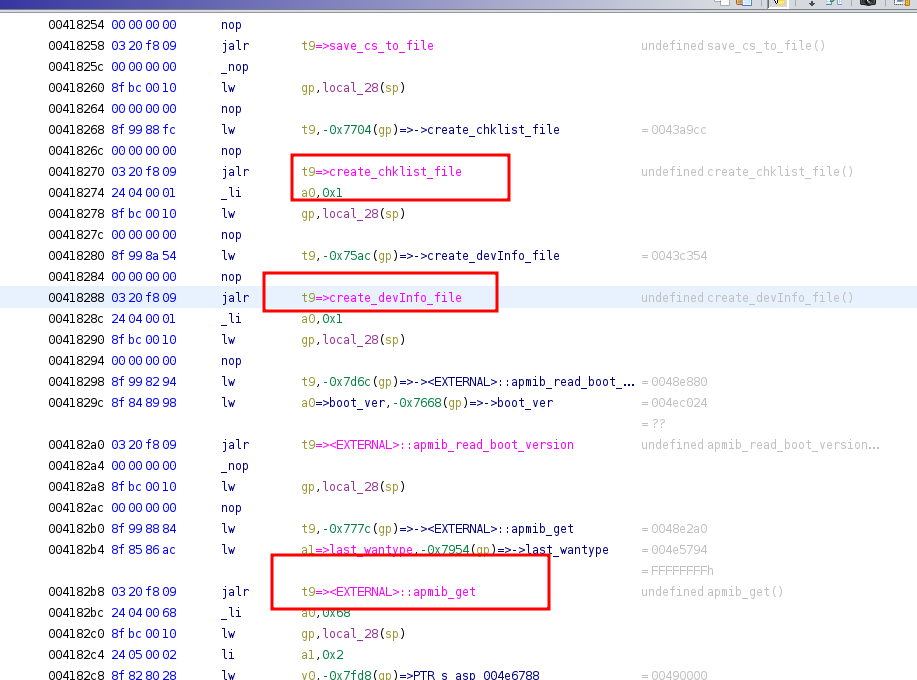 00418254 00 00 00 00 nop
00418258 03 20 f8 09 jalr t9=>save_cs_to_file undefined save_cs_to_file()
0041825c 00 00 00 00 _nop
00418260 8f bc 00 10 lw gp,local_28(sp)
00418264 00 00 00 00 nop
00418268 8f 99 88 fc lw t9,-0x7704(gp)=>->create_chklist_file = 0043a9cc
0041826c 00 00 00 00 nop
00418270 03 20 f8 09 jalr t9=>create_chklist_file undefined create_chklist_file()
00418274 24 04 00 01 _li a0,0x1
00418278 8f bc 00 10 lw gp,local_28(sp)
0041827c 00 00 00 00 nop
00418280 8f 99 8a 54 lw t9,-0x75ac(gp)=>->create_devInfo_file = 0043c354
00418284 00 00 00 00 nop
00418288 03 20 f8 09 jalr t9=>create_devInfo_file undefined create_devInfo_file()
0041828c 24 04 00 01 _li a0,0x1
00418290 8f bc 00 10 lw gp,local_28(sp)
00418294 00 00 00 00 nop
00418298 8f 99 82 94 lw t9,-0x7d6c(gp)=>-><EXTERNAL>::apmib_read_boot_... = 0048e880
0041829c 8f 84 89 98 lw a0=>boot_ver,-0x7668(gp)=>->boot_ver = 004ec024
= ??
004182a0 03 20 f8 09 jalr t9=><EXTERNAL>::apmib_read_boot_version undefined apmib_read_boot_version...
004182a4 00 00 00 00 _nop
004182a8 8f bc 00 10 lw gp,local_28(sp)
004182ac 00 00 00 00 nop
004182b0 8f 99 88 84 lw t9,-0x777c(gp)=>-><EXTERNAL>::apmib_get = 0048e2a0
004182b4 8f 85 86 ac lw a1=>last_wantype,-0x7954(gp)=>->last_wantype = 004e5794
= FFFFFFFFh
004182b8 03 20 f8 09 jalr t9=><EXTERNAL>::apmib_get undefined apmib_get()
004182bc 24 04 00 68 _li a0,0x68
004182c0 8f bc 00 10 lw gp,local_28(sp)
004182c4 24 05 00 02 li a1,0x2
004182c8 8f 82 80 28 lw v0,-0x7fd8(gp)=>PTR_s_asp_004e6788 = 00490000